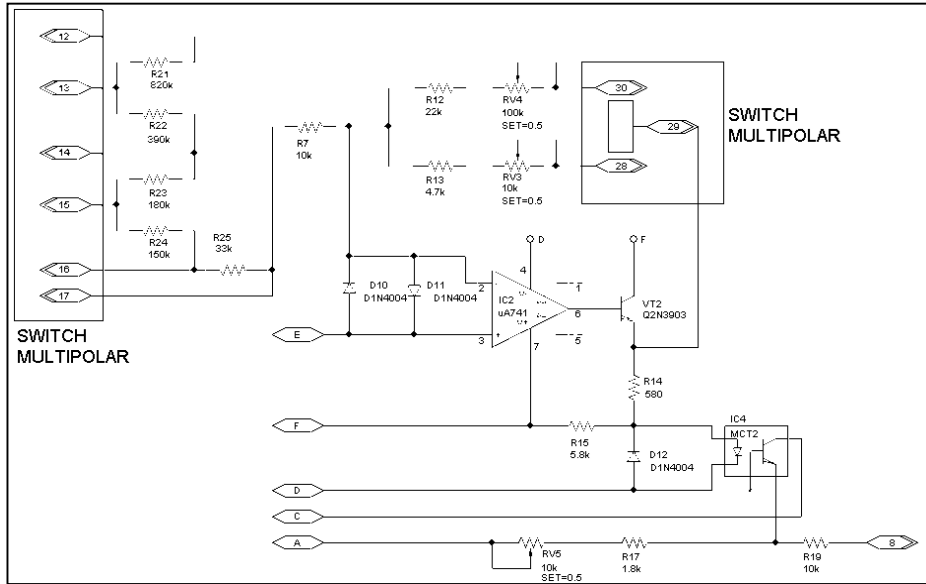 12
13
14
15
16
17
SWITCH
MULTIPOLAR
R21
820k
R22
390k
R23
180k
R24
150k
R25
33k
R7
10k
R12
22k
RV4
100k
SET=0.5
R13
4.7k
RV3
10k
SET=0.5
30
29
28
SWITCH
MULTIPOLAR
D10
D1N4004
D11
D1N4004
D
F
4
2
-
IC2
uA741
V-
V+
+
3
7
1
6
5
VT2
Q2N3903
E
R14
580
F
R15
5.8k
D12
D1N4004
IC4
MCT2
D
C
A
RV5
10k
SET=0.5
R17
1.8k
R19
10k
8